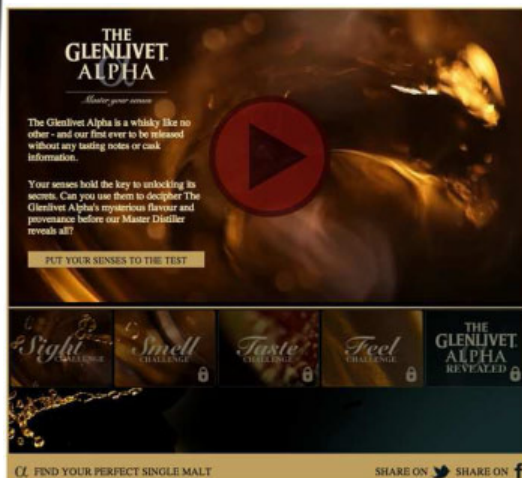 THE
GLENLIVET
ALPHA
Master your senses
The Glenlivet Alpha is a whisky like no
other - and our first ever to be released
without any tasting notes or cask
information.
Your senses hold the key to unlocking its
secrets. Can you use them to decipher The
Glenlivet Alpha's mysterious flavour and
provenance before our Master Distiller
reveals all?
PUT YOUR SENSES TO THE TEST
Sight
CHALLENGE
Smell
CHALLENGE
Taste
CHALLENGE
Feel
CHALLENGE
THE
GLENLIVET
ALPHA
REVEALED
α FIND YOUR PERFECT SINGLE MALT
SHARE ON SHARE ON